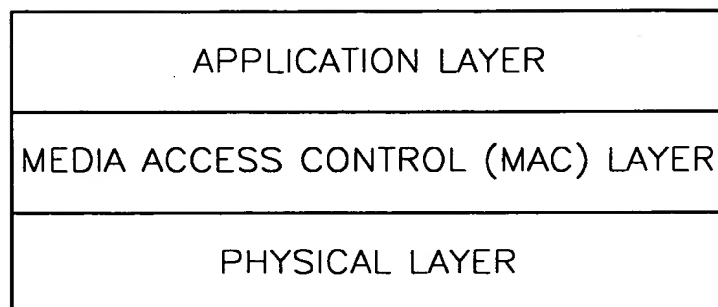 APPLICATION LAYER
MEDIA ACCESS CONTROL (MAC) LAYER
PHYSICAL LAYER